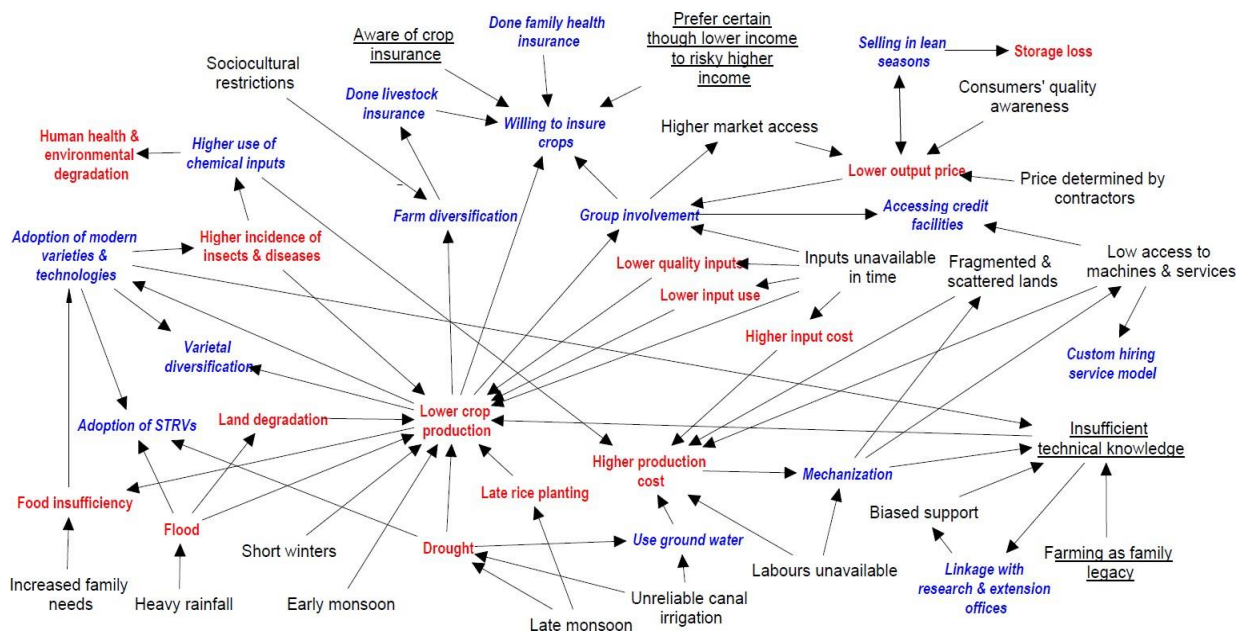 Done family health
insurance
Prefer certain
though lower income
to risky higher
income
Aware of crop
insurance
Selling in lean
seasons
Storage loss
Sociocultural
restrictions
Done livestock
insurance
Consumers' quality
awareness
Human health &
environmental
degradation
Higher use of
chemical inputs
Willing to insure
crops
Higher market access
Lower output price
Price determined by
contractors
Farm diversification
Group involvement
Accessing credit
facilities
Adoption of modern
varieties &
technologies
Higher incidence of
insects & diseases
Lower quality inputs
Inputs unavailable
in time
Fragmented &
scattered lands
Low access to
machines & services
Lower input use
Higher input cost
Varietal
diversification
Custom hiring
service model
Adoption of STRVs
Land degradation
Lower crop
production
Insufficient
technical knowledge
Higher production
cost
Mechanization
Food insufficiency
Late rice planting
Biased support
Flood
Short winters
Drought
Use ground water
Labours unavailable
Farming as family
legacy
Linkage with
research & extension
offices
Increased family
needs
Heavy rainfall
Early monsoon
Late monsoon
Unreliable canal
irrigation